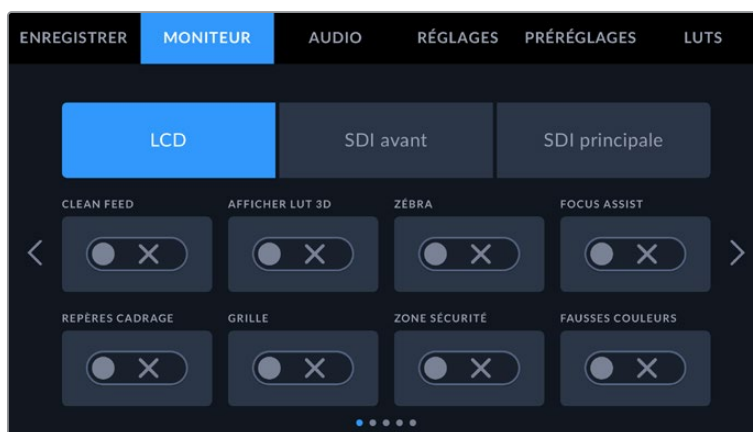 ENREGISTRER MONITEUR AUDIO RÉGLAGES PRÉRÉGLAGES LUTS
LCD SDI avant SDI principale
CLEAN FEED AFFICHER LUT 3D ZÉBRA FOCUS ASSIST
REPÈRES CADRAGE GRILLE ZONE SÉCURITÉ FAUSSES COULEURS